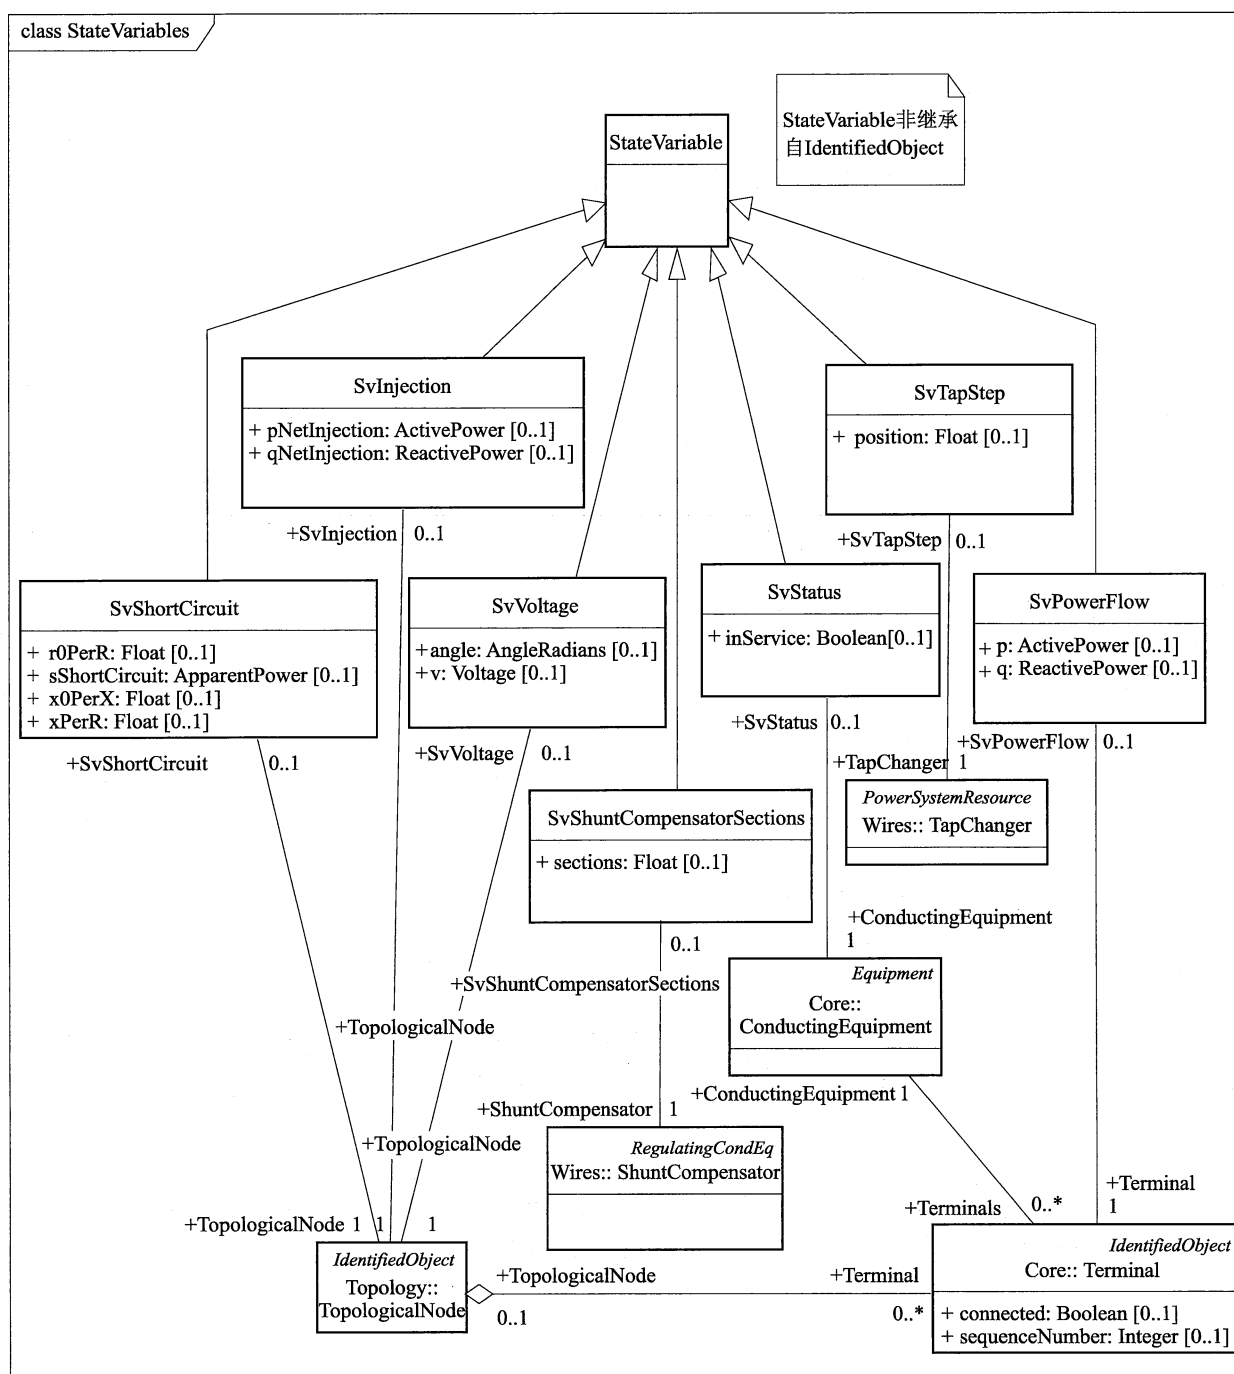 class StateVariables
StateVariable非继承
自IdentifiedObject
StateVariable
SvInjection
+ pNetInjection: ActivePower [0..1]
+ qNetInjection: ReactivePower [0..1]
SvTapStep
+ position: Float [0..1]
+SvInjection 0..1
+SvTapStep 0..1
SvShortCircuit
+ r0PerR: Float [0..1]
+ sShortCircuit: ApparentPower [0..1]
+ x0PerX: Float [0..1]
+ xPerR: Float [0..1]
SvVoltage
+angle: AngleRadians [0..1]
+v: Voltage [0..1]
SvStatus
+ inService: Boolean[0..1]
SvPowerFlow
+ p: ActivePower [0..1]
+ q: ReactivePower [0..1]
+SvShortCircuit 0..1
+SvVoltage 0..1
+SvStatus 0..1
+SvPowerFlow 0..1
+TapChanger 1
PowerSystemResource
Wires:: TapChanger
SvShuntCompensatorSections
+ sections: Float [0..1]
0..1
+SvShuntCompensatorSections
+ConductingEquipment
1
Equipment
Core::
ConductingEquipment
+TopologicalNode
+ConductingEquipment 1
+ShuntCompensator 1
+TopologicalNode
RegulatingCondEq
Wires:: ShuntCompensator
+Terminal
1
+Terminals 0..*
+TopologicalNode 1 1 1
IdentifiedObject
Topology::
TopologicalNode
+TopologicalNode
0..1
+Terminal
0..*
IdentifiedObject
Core:: Terminal
+ connected: Boolean [0..1]
+ sequenceNumber: Integer [0..1]